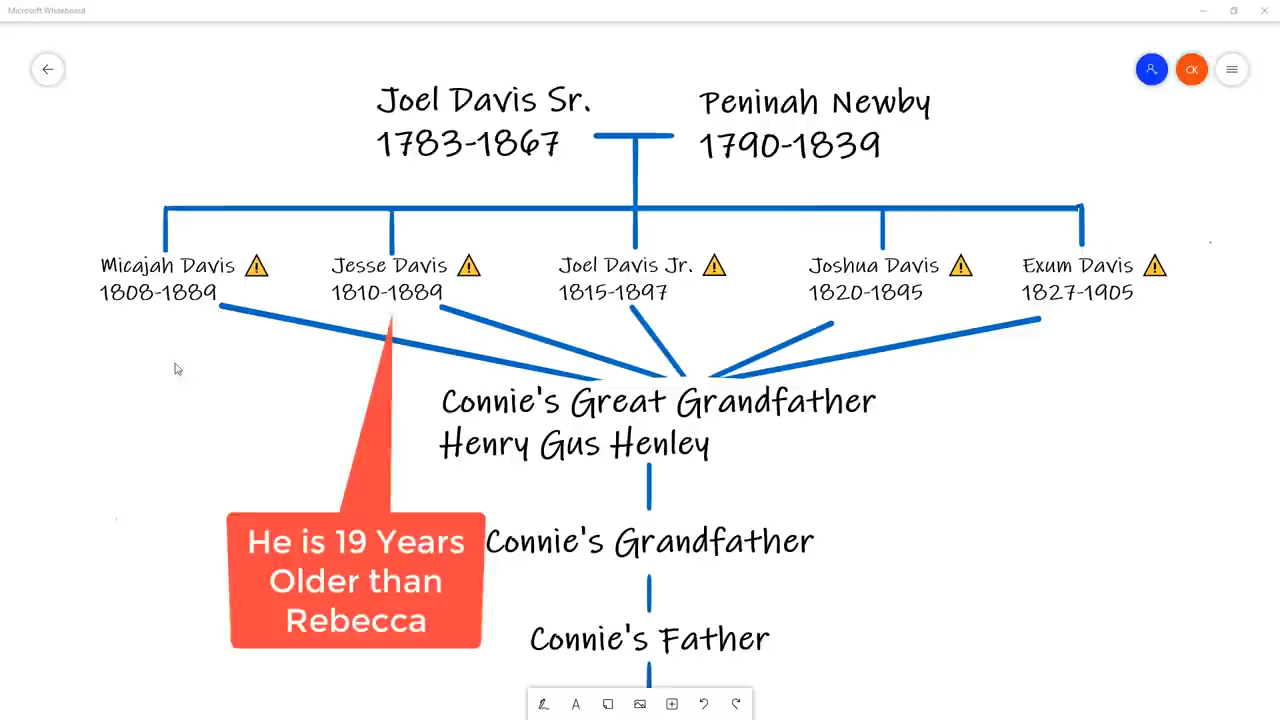 Microsoft Whiteboard
CK
Joel Davis Sr.
1783-1867
Peninah Newby
1790-1839
Micajah Davis
1808-1889
Jesse Davis
1810-1889
Joel Davis Jr.
1815-1897
Joshua Davis
1820-1895
Exum Davis
1827-1905
Connie's Great Grandfather
Henry Gus Henley
He is 19 Years
Older than
Rebecca
Connie's Grandfather
Connie's Father
A